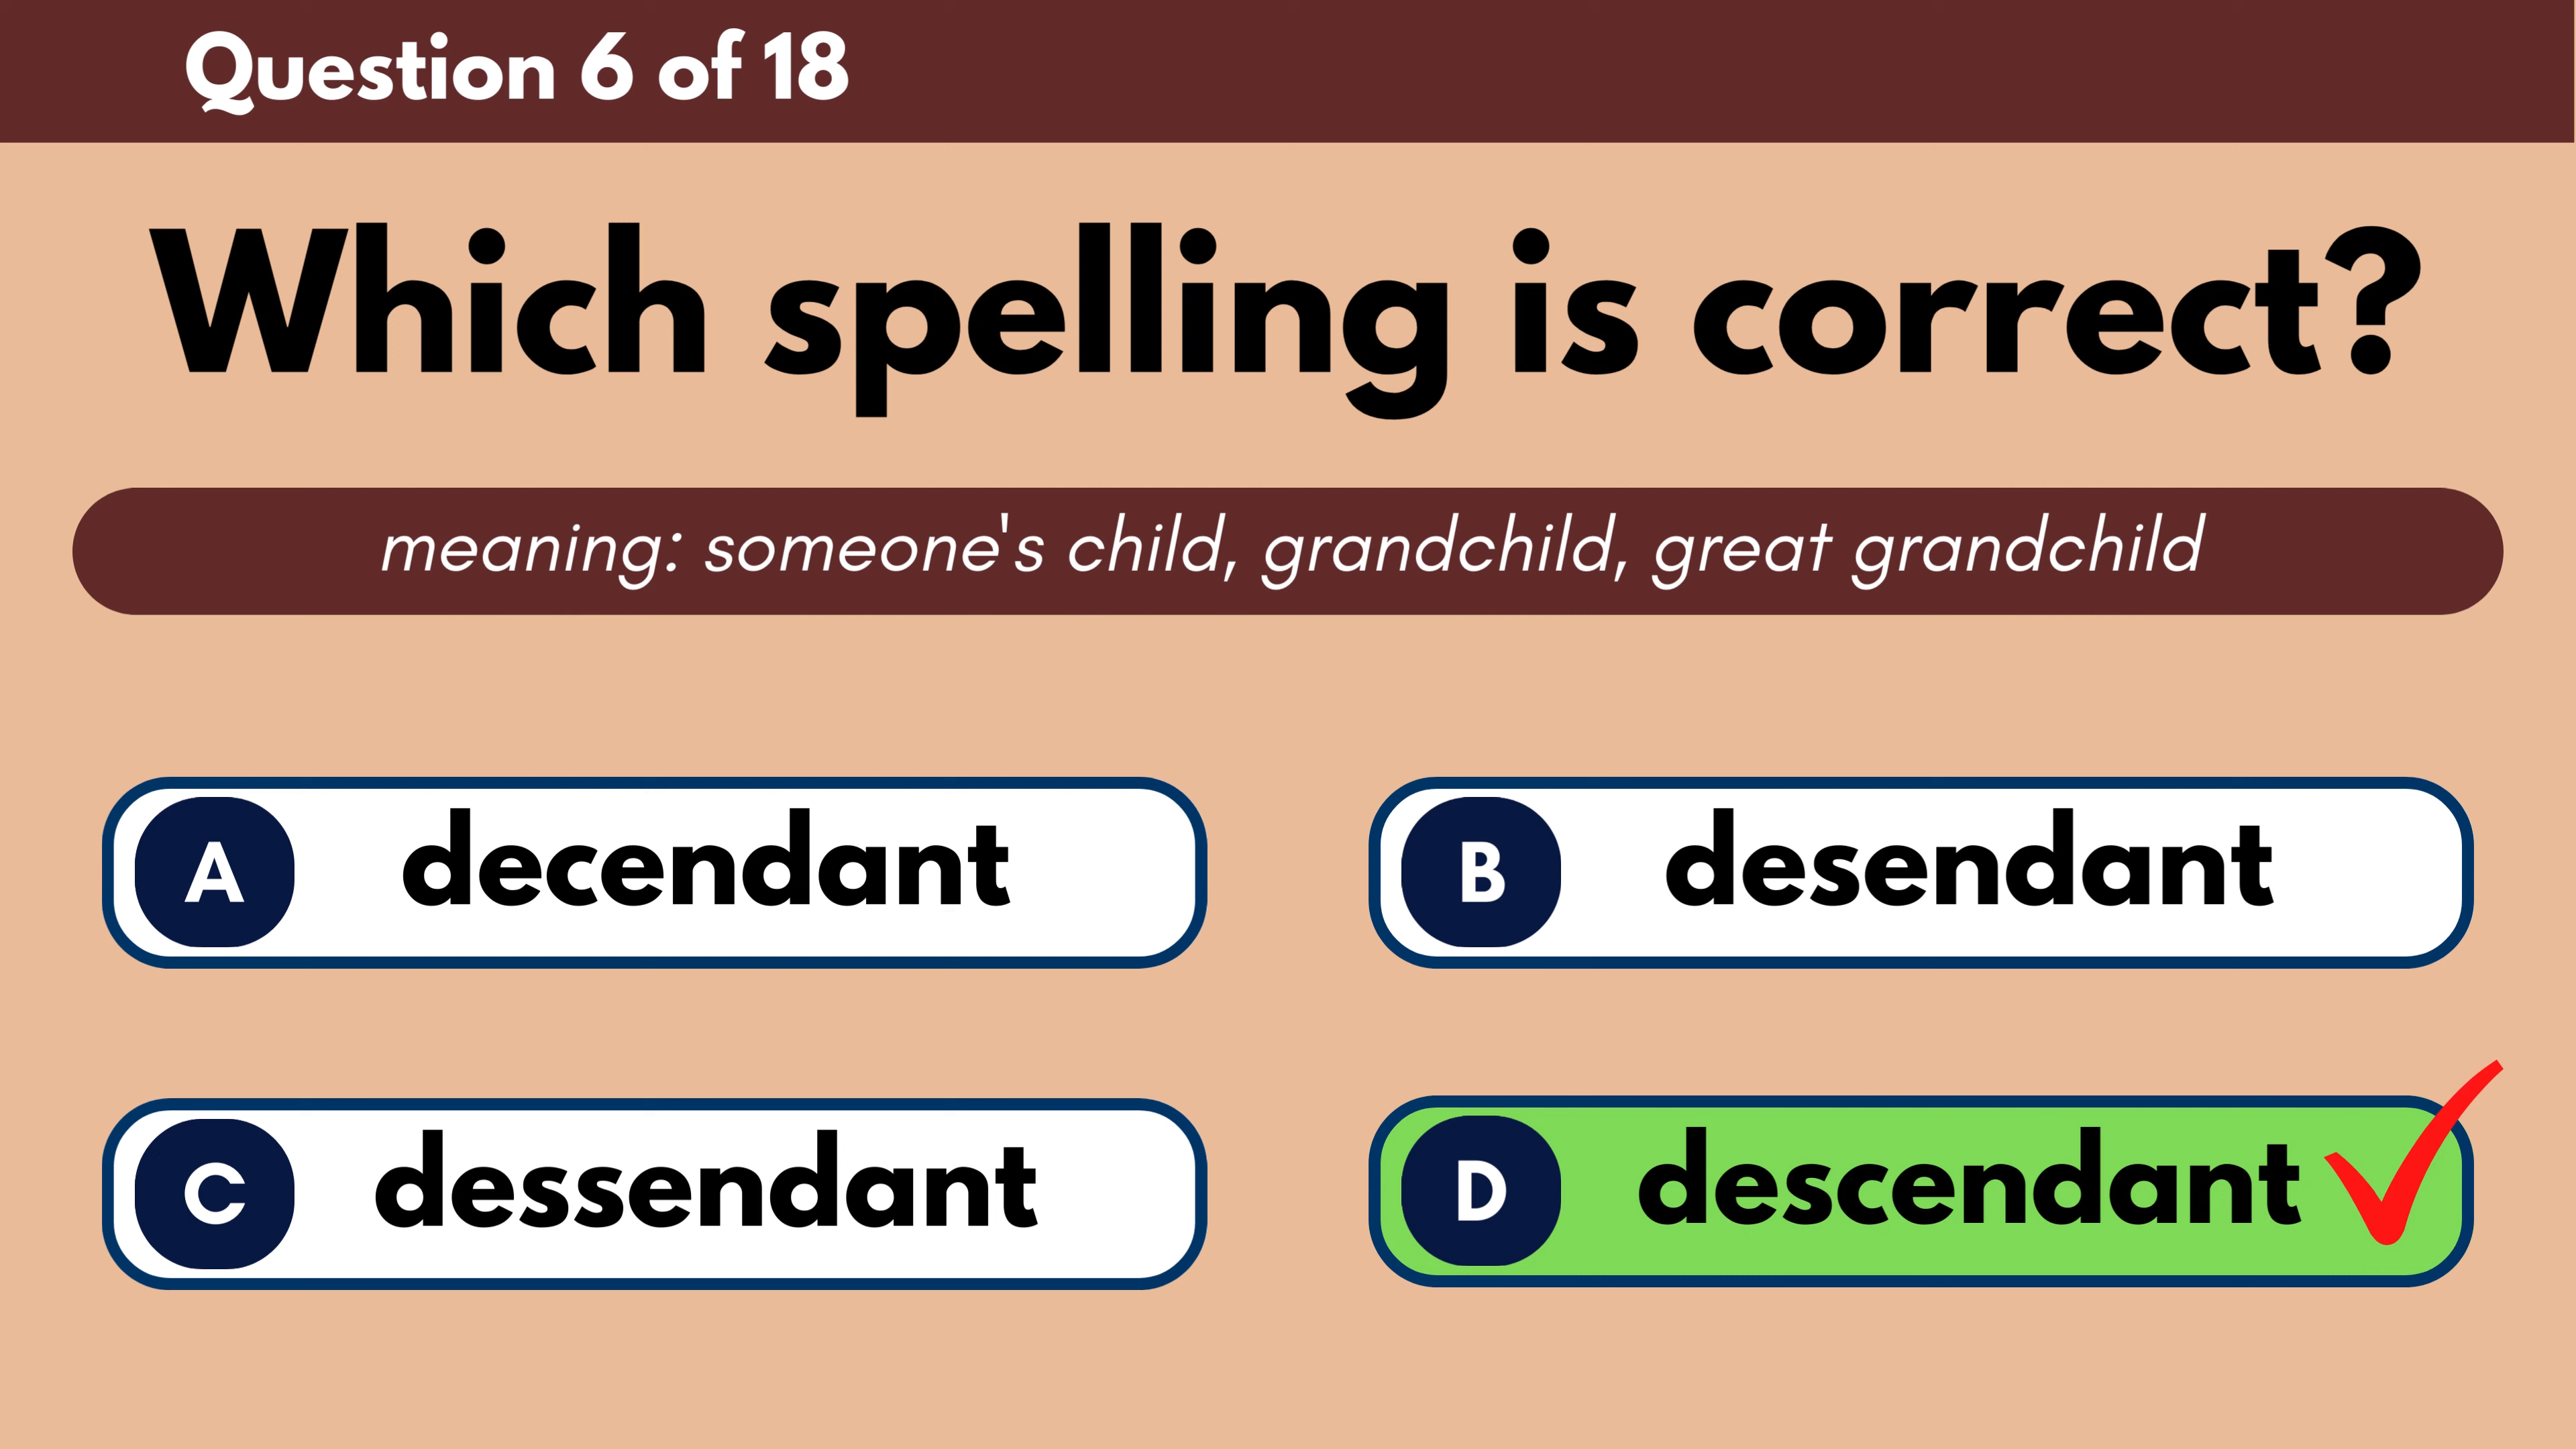 Question 6 of 18
Which spelling is correct?
meaning: someone's child, grandchild, great grandchild
A decendant
B desendant
C dessendant
D descendant